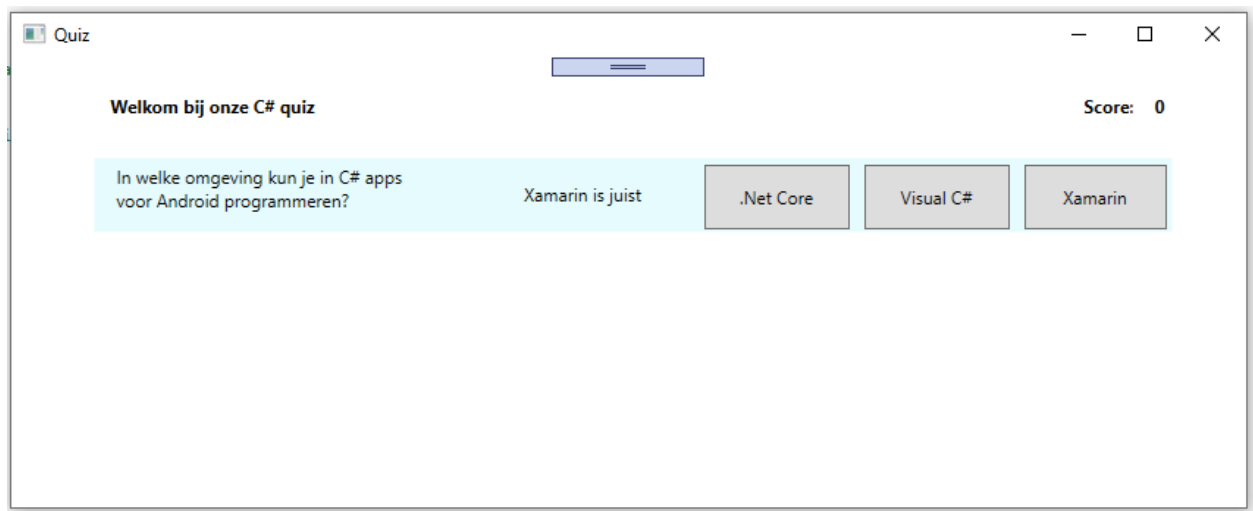 Quiz
Welkom bij onze C# quiz
Score: 0
In welke omgeving kun je in C# apps
voor Android programmeren?
Xamarin is juist
.Net Core
Visual C#
Xamarin